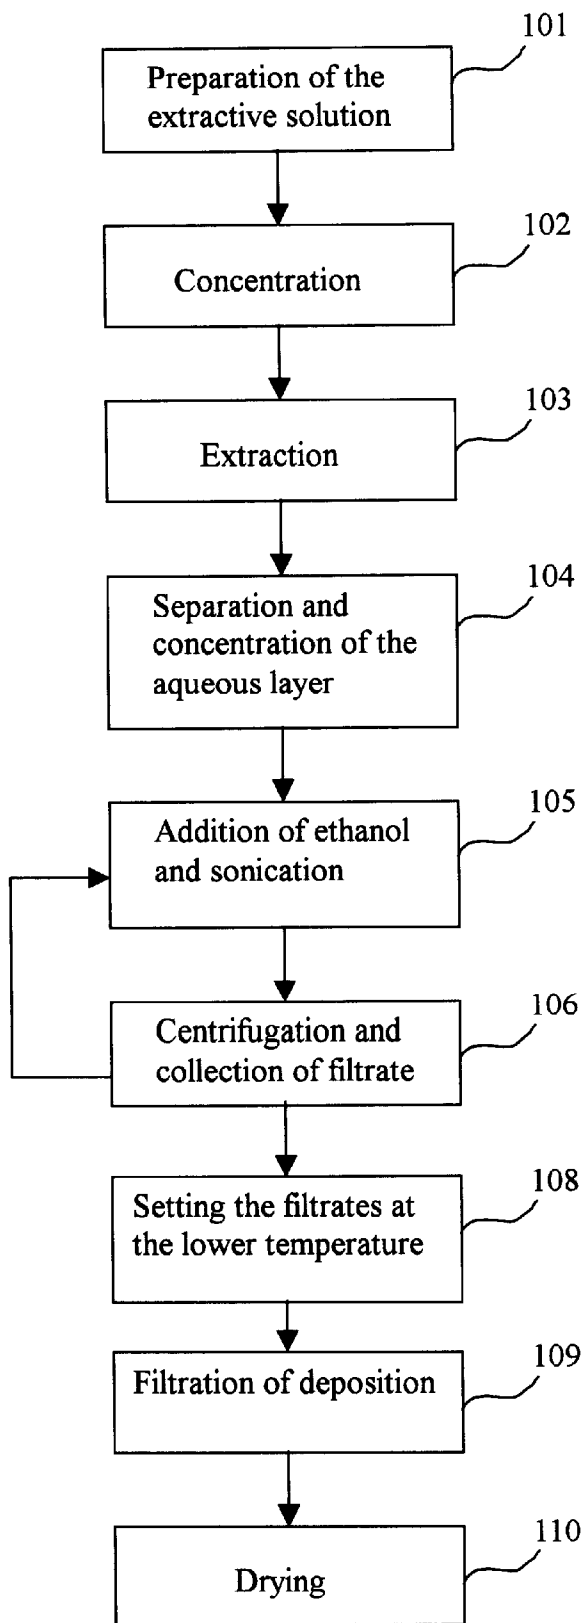 101
Preparation of the
extractive solution
102
Concentration
103
Extraction
104
Separation and
concentration of the
aqueous layer
105
Addition of ethanol
and sonication
106
Centrifugation and
collection of filtrate
108
Setting the filtrates at
the lower temperature
109
Filtration of deposition
110
Drying